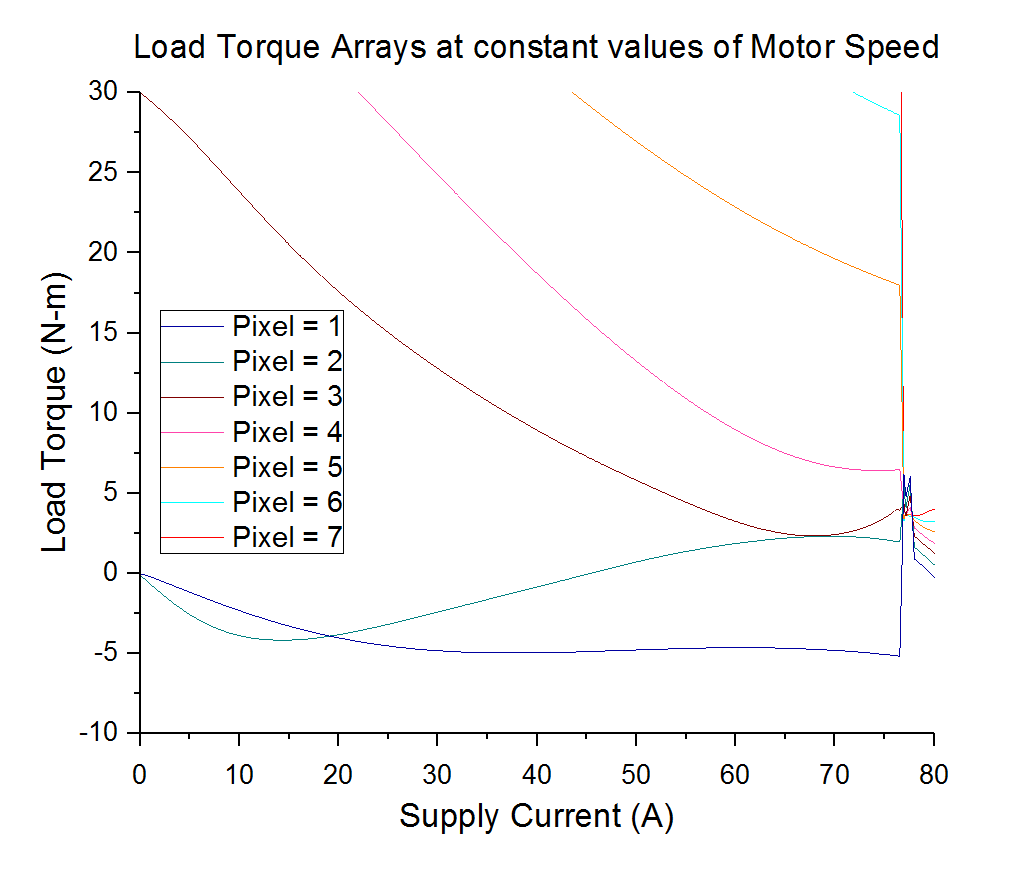 Load Torque Arrays at constant values of Motor Speed
30
25
20
15
10
5
0
-5
-10
Load Torque (N-m)
Pixel = 1
Pixel = 2
Pixel = 3
Pixel = 4
Pixel = 5
Pixel = 6
Pixel = 7
0 10 20 30 40 50 60 70 80
Supply Current (A)